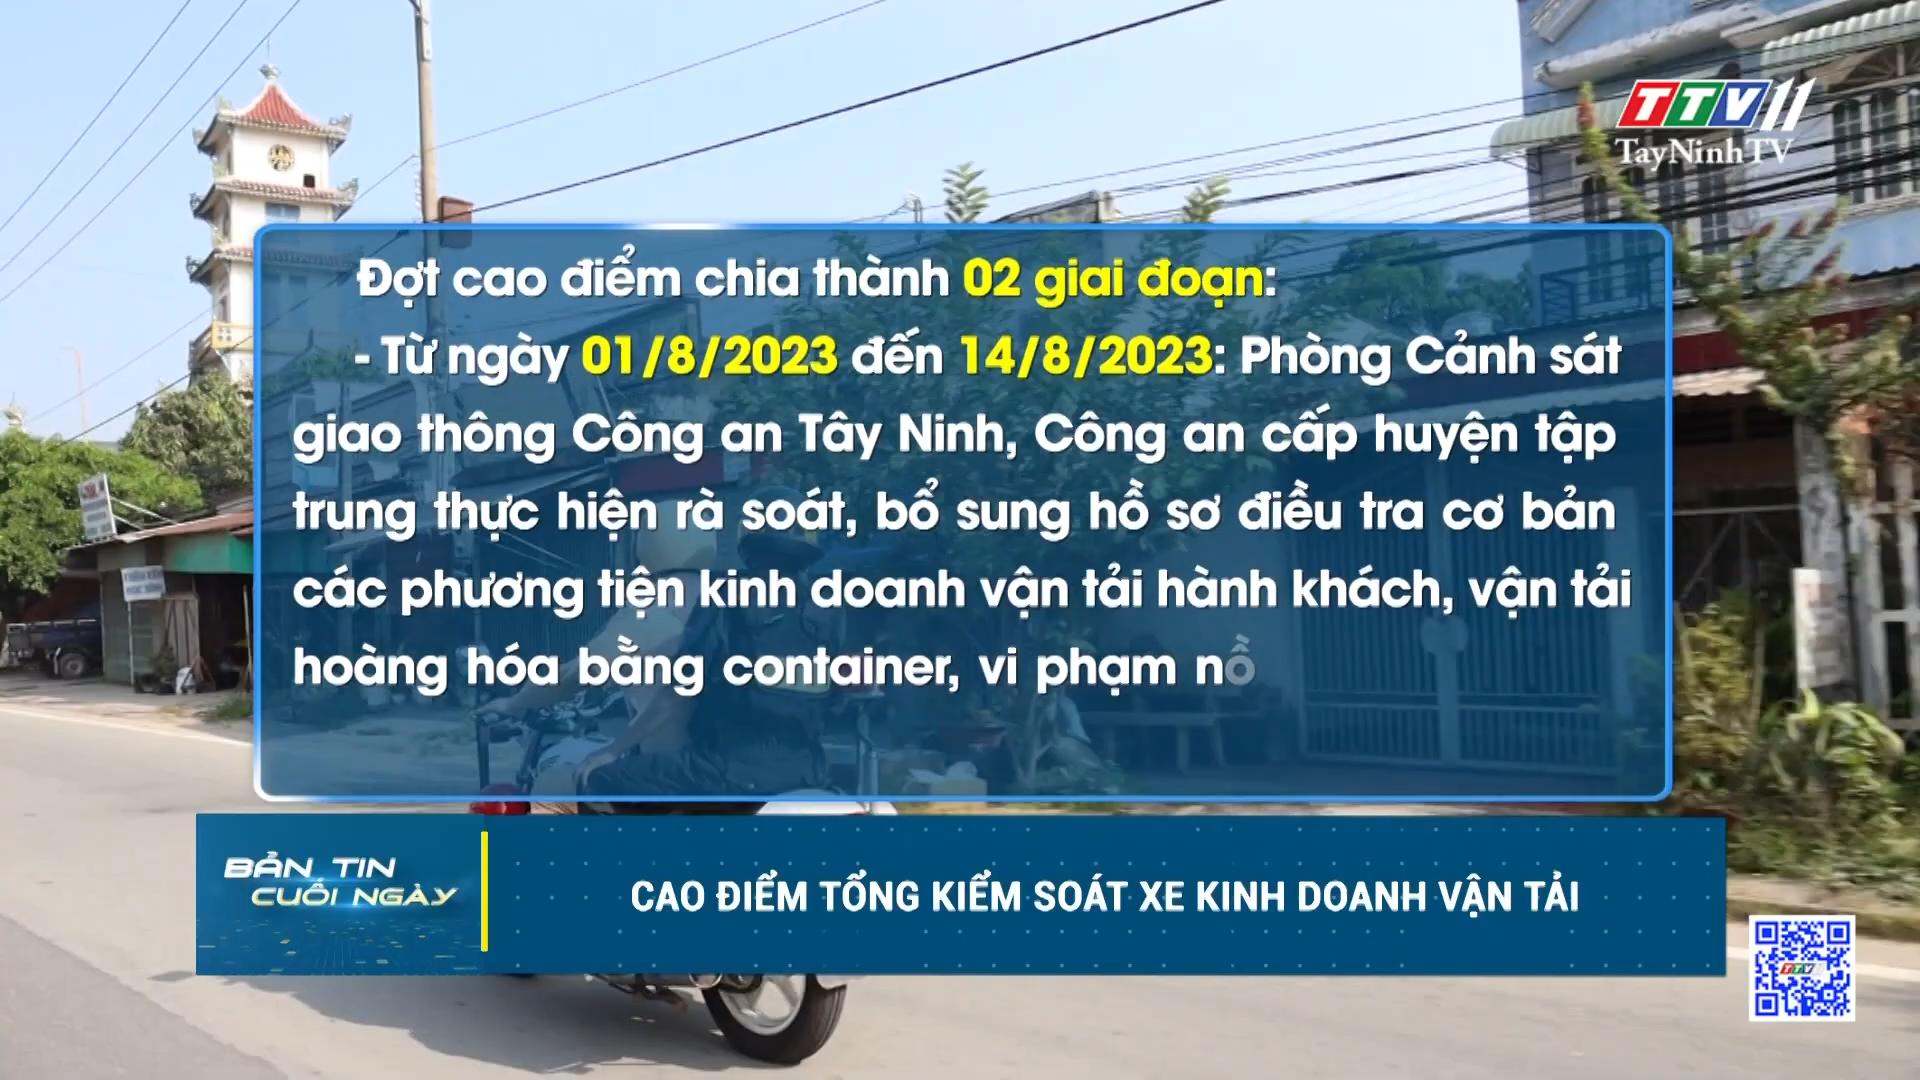 TTV11
TayNinhTV
Đợt cao điểm chia thành 02 giai đoạn:
- Từ ngày 01/8/2023 đến 14/8/2023: Phòng Cảnh sát
giao thông Công an Tây Ninh, Công an cấp huyện tập
trung thực hiện rà soát, bổ sung hồ sơ điều tra cơ bản
các phương tiện kinh doanh vận tải hành khách, vận tải
hoàng hóa bằng container, vi phạm nồ
BẢN TIN
CUỐI NGÀY
CAO ĐIỂM TỔNG KIỂM SOÁT XE KINH DOANH VẬN TẢI
TTV11